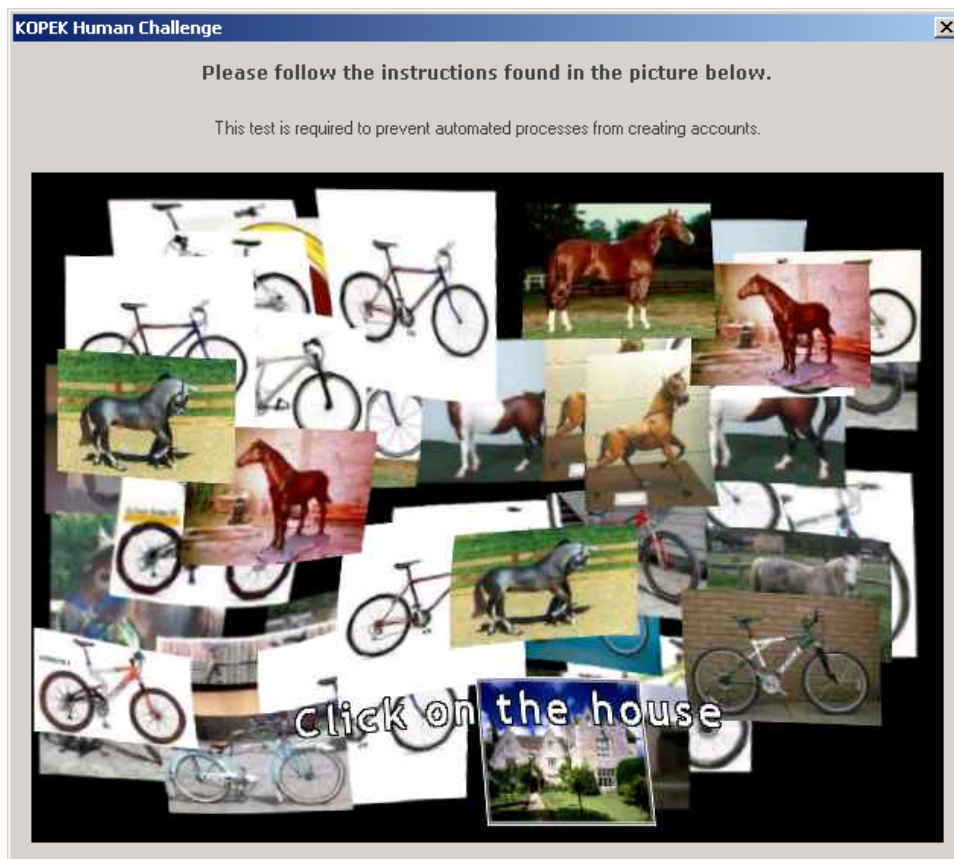 KOPEK Human Challenge
Please follow the instructions found in the picture below.
This test is required to prevent automated processes from creating accounts.
Click on the house